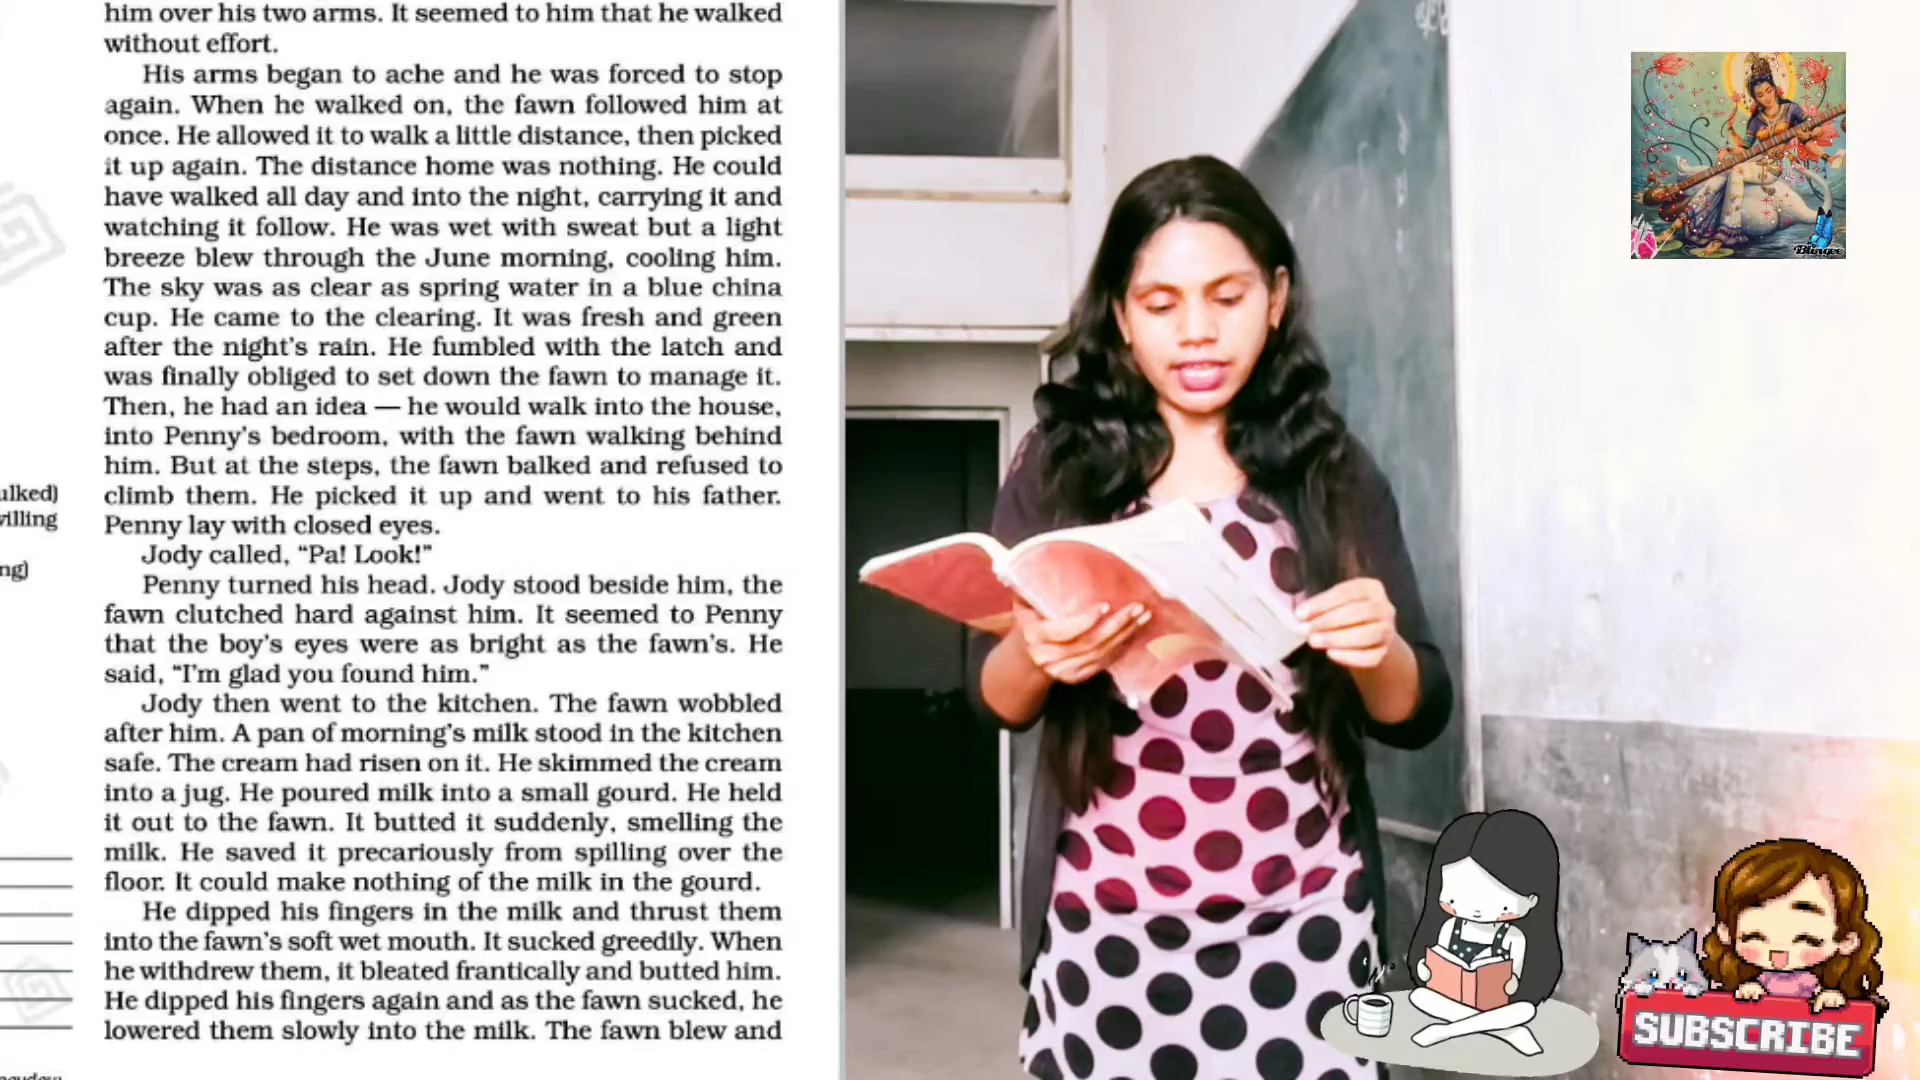 him over his two arms. It seemed to him that he walked
without effort.
His arms began to ache and he was forced to stop
again. When he walked on, the fawn followed him at
once. He allowed it to walk a little distance, then picked
it up again. The distance home was nothing. He could
have walked all day and into the night, carrying it and
watching it follow. He was wet with sweat but a light
breeze blew through the June morning, cooling him.
The sky was as clear as spring water in a blue china
cup. He came to the clearing. It was fresh and green
after the night's rain. He fumbled with the latch and
was finally obliged to set down the fawn to manage it.
Then, he had an idea — he would walk into the house,
into Penny's bedroom, with the fawn walking behind
him. But at the steps, the fawn balked and refused to
climb them. He picked it up and went to his father.
Penny lay with closed eyes.
Jody called, “Pa! Look!”
Penny turned his head. Jody stood beside him, the
fawn clutched hard against him. It seemed to Penny
that the boy's eyes were as bright as the fawn's. He
said, “I'm glad you found him.”
Jody then went to the kitchen. The fawn wobbled
after him. A pan of morning's milk stood in the kitchen
safe. The cream had risen on it. He skimmed the cream
into a jug. He poured milk into a small gourd. He held
it out to the fawn. It butted it suddenly, smelling the
milk. He saved it precariously from spilling over the
floor. It could make nothing of the milk in the gourd.
He dipped his fingers in the milk and thrust them
into the fawn's soft wet mouth. It sucked greedily. When
he withdrew them, it bleated frantically and butted him.
He dipped his fingers again and as the fawn sucked, he
lowered them slowly into the milk. The fawn blew and
ulked)
villing
ng)
Blingee
SUBSCRIBE